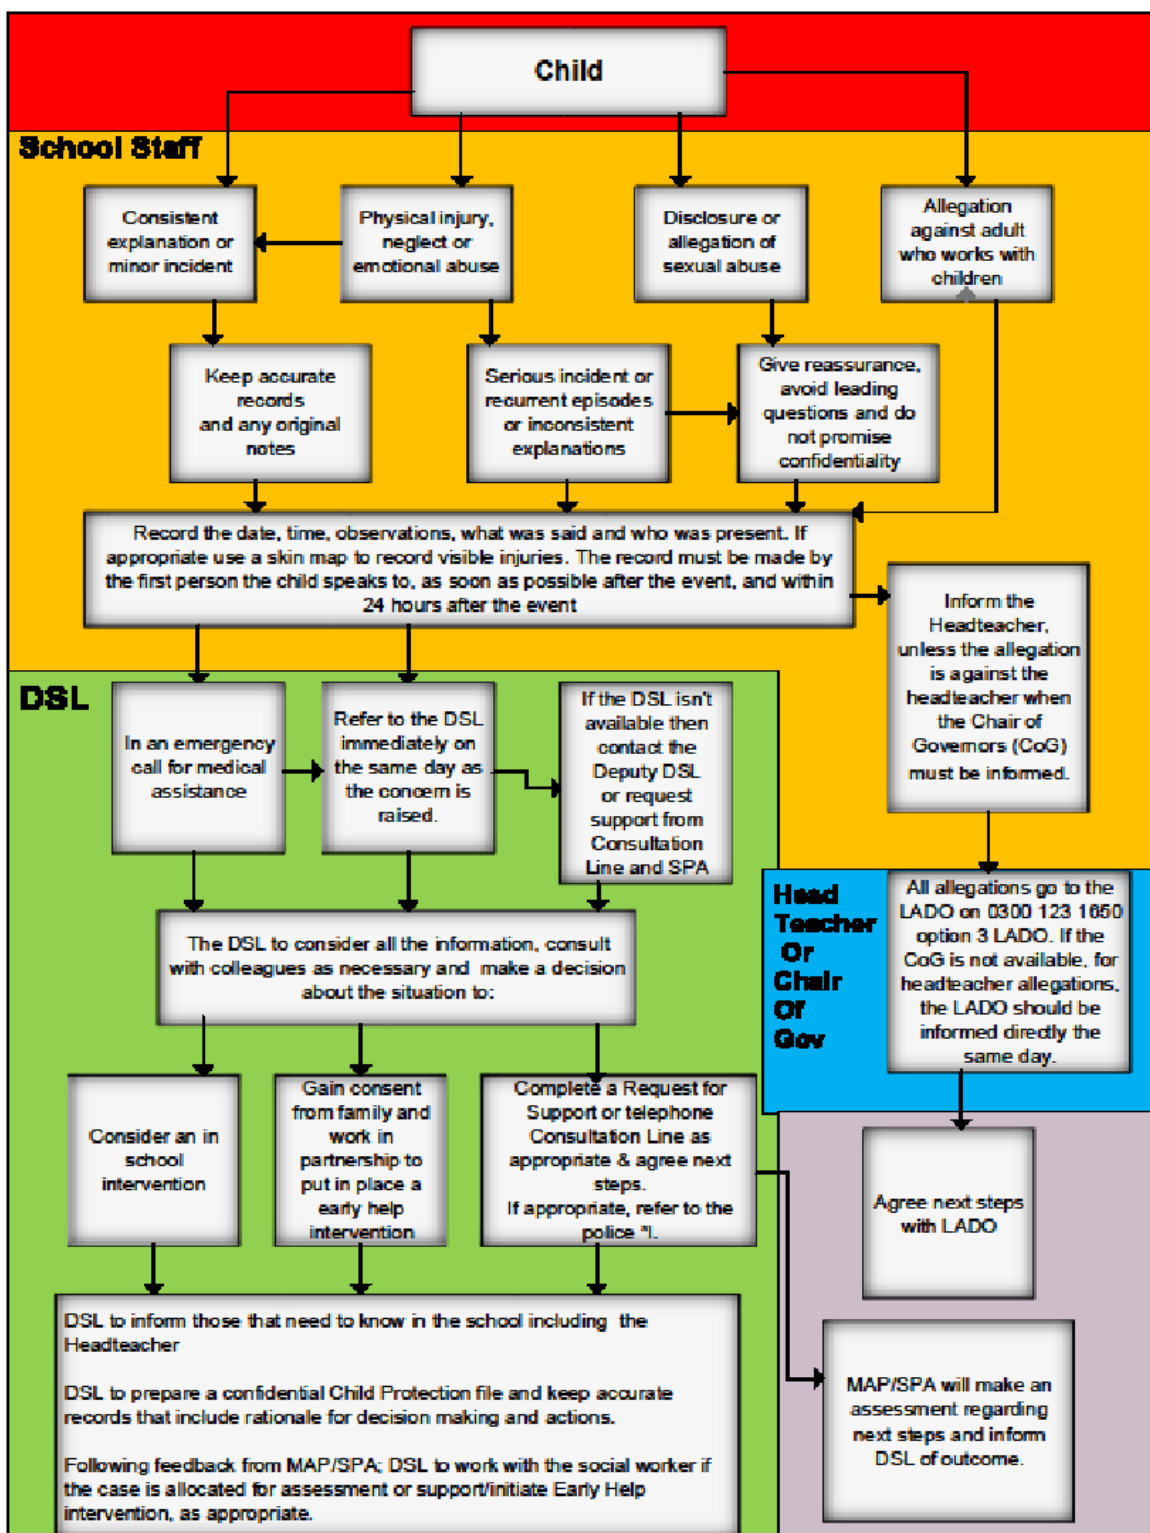 Child
School Staff
Consistent
explanation or
minor incident
Physical injury,
neglect or
emotional abuse
Disclosure or
allegation of
sexual abuse
Allegation
against adult
who works with
children
Keep accurate
records
and any original
notes
Serious incident or
recurrent episodes
or inconsistent
explanations
Give reassurance,
avoid leading
questions and do
not promise
confidentiality
Record the date, time, observations, what was said and who was present. If
appropriate use a skin map to record visible injuries. The record must be made by
the first person the child speaks to, as soon as possible after the event, and within
24 hours after the event
Inform the
Headteacher,
unless the allegation
is against the
headteacher when
the Chair of
Governors (CoG)
must be informed.
DSL
In an emergency
call for medical
assistance
Refer to the DSL
immediately on
the same day as
the concern is
raised.
If the DSL isn't
available then
contact the
Deputy DSL
or request
support from
Consultation
Line and SPA
Head
Teacher
Or
Chair
Of
Gov
All allegations go to the
LADO on 0300 123 1650
option 3 LADO. If the
CoG is not available, for
headteacher allegations,
the LADO should be
informed directly the
same day.
The DSL to consider all the information, consult
with colleagues as necessary and make a decision
about the situation to:
Consider an in
school
intervention
Gain consent
from family and
work in
partnership to
put in place a
early help
intervention
Complete a Request for
Support or telephone
Consultation Line as
appropriate & agree next
steps.
If appropriate, refer to the
police
Agree next steps
with LADO
DSL to inform those that need to know in the school including the
Headteacher
DSL to prepare a confidential Child Protection file and keep accurate
records that include rationale for decision making and actions.
Following feedback from MAP/SPA; DSL to work with the social worker if
the case is allocated for assessment or support/initiate Early Help
intervention, as appropriate.
MAP/SPA will make an
assessment regarding
next steps and inform
DSL of outcome.